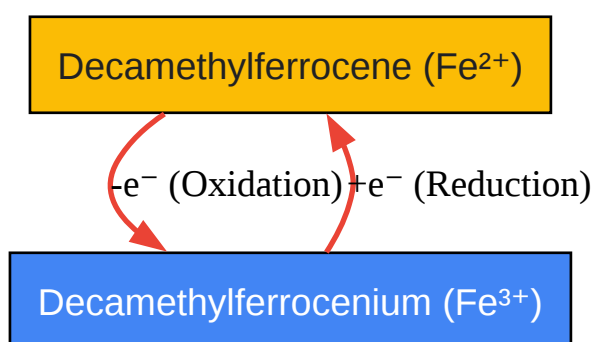 Decamethylferrocene (Fe²⁺)
-e⁻ (Oxidation) +e⁻ (Reduction)
Decamethylferrocenium (Fe³⁺)